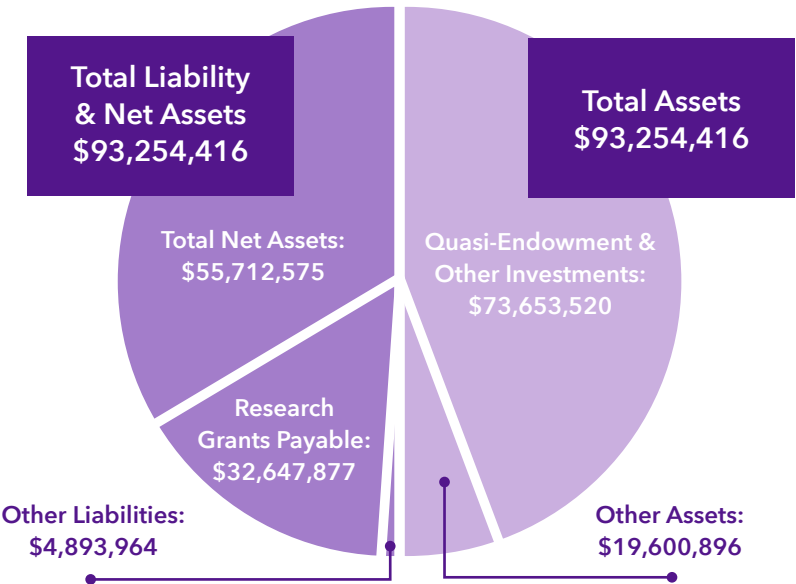 Total Liability
& Net Assets
$93,254,416
Total Assets
$93,254,416
Total Net Assets:
$55,712,575
Quasi-Endowment &
Other Investments:
$73,653,520
Research
Grants Payable:
$32,647,877
Other Liabilities:
$4,893,964
Other Assets:
$19,600,896